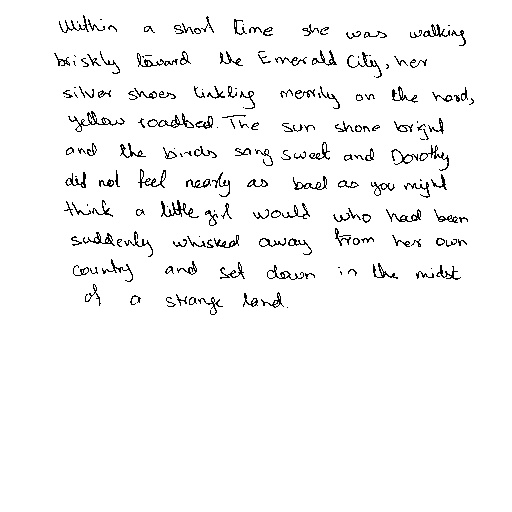 Within a short time she was walking
briskly toward the Emerald City, her
silver shoes tinkling merrily on the hard,
yellow roadbed. The sun shone bright
and the birds sang sweet and Dorothy
did not feel nearly as bad as you might
think a little girl would who had been
suddenly whisked away from her own
country and set down in the midst
of a strange land.